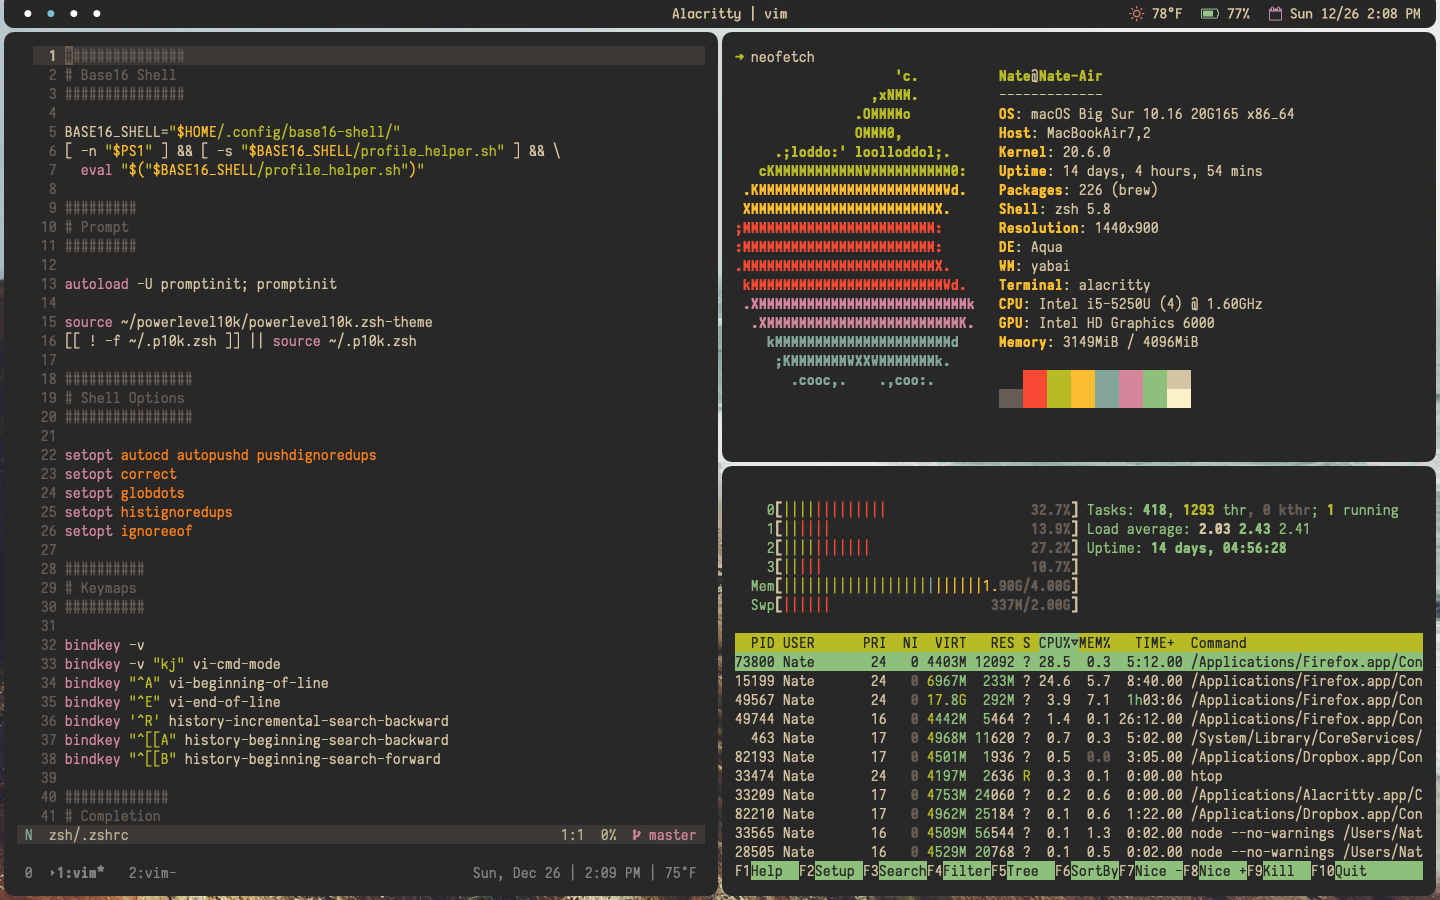 Alacritty | vim
78°F 77% Sun 12/26 2:08 PM
1 ###############
2 # Base16 Shell
3 ###############
4
5 BASE16_SHELL="$HOME/.config/base16-shell/"
6 [ -n "$PS1" ] && [ -s "$BASE16_SHELL/profile_helper.sh" ] && \
7 eval "$("$BASE16_SHELL/profile_helper.sh")"
8
9 #########
10 # Prompt
11 #########
12
13 autoload -U promptinit; promptinit
14
15 source ~/powerlevel10k/powerlevel10k.zsh-theme
16 [[ ! -f ~/.p10k.zsh ]] || source ~/.p10k.zsh
17
18 ################
19 # Shell Options
20 ################
21
22 setopt autocd autopushd pushdignoredups
23 setopt correct
24 setopt globdots
25 setopt histignoredups
26 setopt ignoreeof
27
28 ##########
29 # Keymaps
30 ##########
31
32 bindkey -v
33 bindkey -v "kj" vi-cmd-mode
34 bindkey "^A" vi-beginning-of-line
35 bindkey "^E" vi-end-of-line
36 bindkey '^R' history-incremental-search-backward
37 bindkey "^[[A" history-beginning-search-backward
38 bindkey "^[[B" history-beginning-search-forward
39
40 #############
41 # Completion
N zsh/.zshrc 1:1 0% master
0 1:vim* 2:vim- Sun, Dec 26 | 2:09 PM | 75°F
➜ neofetch
'c.
,xNMM.
.OMMMMo
OMMM0,
.;loddo:' loolloddol;.
cKMMMMMMMMMMNWMMMMMMMMMM0:
.KMMMMMMMMMMMMMMMMMMMMMMMWd.
XMMMMMMMMMMMMMMMMMMMMMMMX.
;MMMMMMMMMMMMMMMMMMMMMMMM:
:MMMMMMMMMMMMMMMMMMMMMMMM:
.MMMMMMMMMMMMMMMMMMMMMMMMX.
kMMMMMMMMMMMMMMMMMMMMMMMMWd.
.XMMMMMMMMMMMMMMMMMMMMMMMMMMk
.XMMMMMMMMMMMMMMMMMMMMMMMMK.
kMMMMMMMMMMMMMMMMMMMMMMd
;KMMMMMMMWXXWMMMMMMMk.
.cooc,. .,coo:.
Nate@Nate-Air
-------------
OS: macOS Big Sur 10.16 20G165 x86_64
Host: MacBookAir7,2
Kernel: 20.6.0
Uptime: 14 days, 4 hours, 54 mins
Packages: 226 (brew)
Shell: zsh 5.8
Resolution: 1440x900
DE: Aqua
WM: yabai
Terminal: alacritty
CPU: Intel i5-5250U (4) @ 1.60GHz
GPU: Intel HD Graphics 6000
Memory: 3149MiB / 4096MiB
0[||||||||||||| 32.7%] Tasks: 418, 1293 thr, 0 kthr; 1 running
1[|||||| 13.9%] Load average: 2.03 2.43 2.41
2[||||||||||| 27.2%] Uptime: 14 days, 04:56:28
3[||||| 10.7%]
Mem[|||||||||||||||||||||||||1.90G/4.00G]
Swp[|||||| 337M/2.00G]
PID USER PRI NI VIRT RES S CPU%▽MEM% TIME+ Command
73800 Nate 24 0 4403M 12092 ? 28.5 0.3 5:12.00 /Applications/Firefox.app/Con
15199 Nate 24 0 6967M 233M ? 24.6 5.7 8:40.00 /Applications/Firefox.app/Con
49567 Nate 24 0 17.8G 292M ? 3.9 7.1 1h03:06 /Applications/Firefox.app/Con
49744 Nate 16 0 4442M 5464 ? 1.4 0.1 26:12.00 /Applications/Firefox.app/Con
463 Nate 17 0 4968M 11620 ? 0.7 0.3 5:02.00 /System/Library/CoreServices/
82193 Nate 17 0 4501M 1936 ? 0.5 0.0 3:05.00 /Applications/Dropbox.app/Con
33474 Nate 24 0 4197M 2636 R 0.3 0.1 0:00.00 htop
33209 Nate 17 0 4753M 24060 ? 0.2 0.6 0:00.00 /Applications/Alacritty.app/C
82210 Nate 17 0 4962M 25184 ? 0.1 0.6 1:22.00 /Applications/Dropbox.app/Con
33565 Nate 16 0 4509M 56544 ? 0.1 1.3 0:02.00 node --no-warnings /Users/Nat
28505 Nate 16 0 4529M 20768 ? 0.1 0.5 0:02.00 node --no-warnings /Users/Nat
F1Help F2Setup F3SearchF4FilterF5Tree F6SortByF7Nice -F8Nice +F9Kill F10Quit